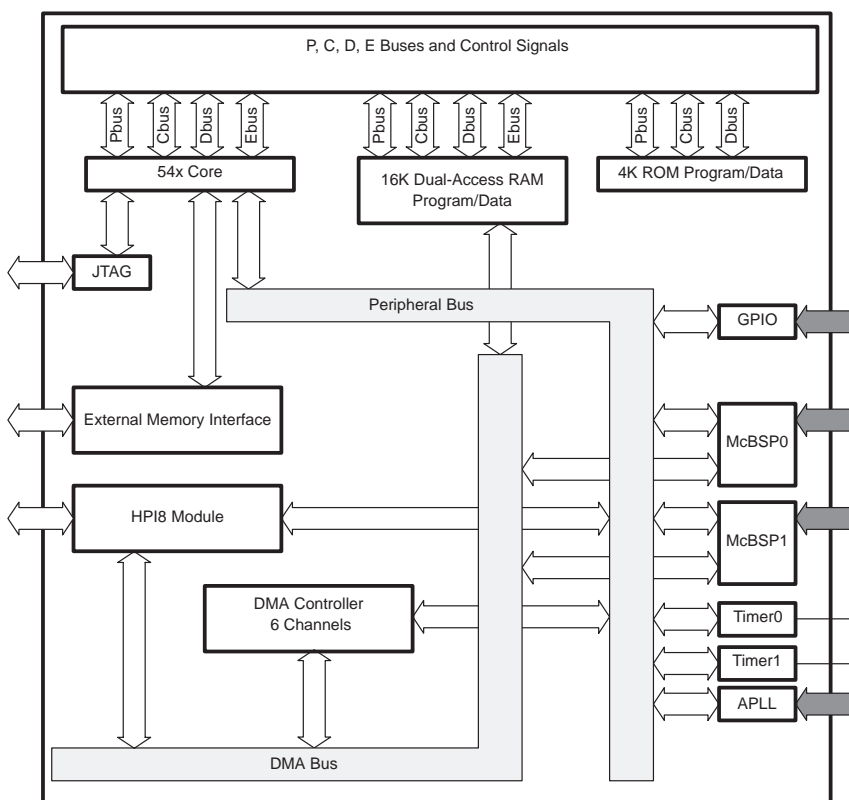 P, C, D, E Buses and Control Signals
Pbus
Cbus
Dbus
Ebus
Pbus
Cbus
Dbus
Ebus
Pbus
Cbus
Dbus
54x Core
16K Dual-Access RAM
Program/Data
4K ROM Program/Data
JTAG
Peripheral Bus
GPIO
External Memory Interface
McBSP0
HPI8 Module
McBSP1
DMA Controller
6 Channels
Timer0
Timer1
APLL
DMA Bus